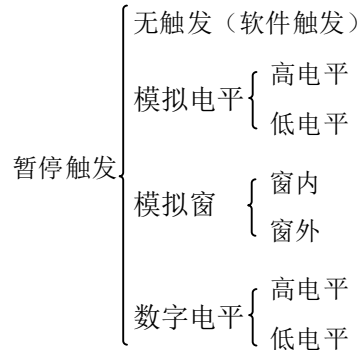 无触发（软件触发）
高电平
模拟电平
低电平
暂停触发
窗内
模拟窗
窗外
高电平
数字电平
低电平